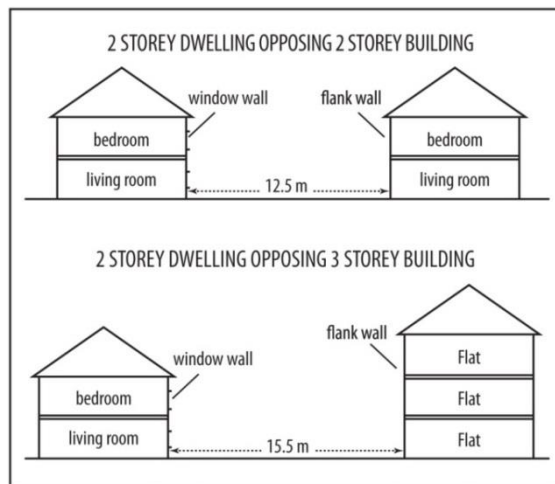 2 STOREY DWELLING OPPOSING 2 STOREY BUILDING
window wall
flank wall
bedroom
bedroom
living room
living room
12.5 m
2 STOREY DWELLING OPPOSING 3 STOREY BUILDING
flank wall
window wall
Flat
bedroom
Flat
living room
Flat
15.5 m